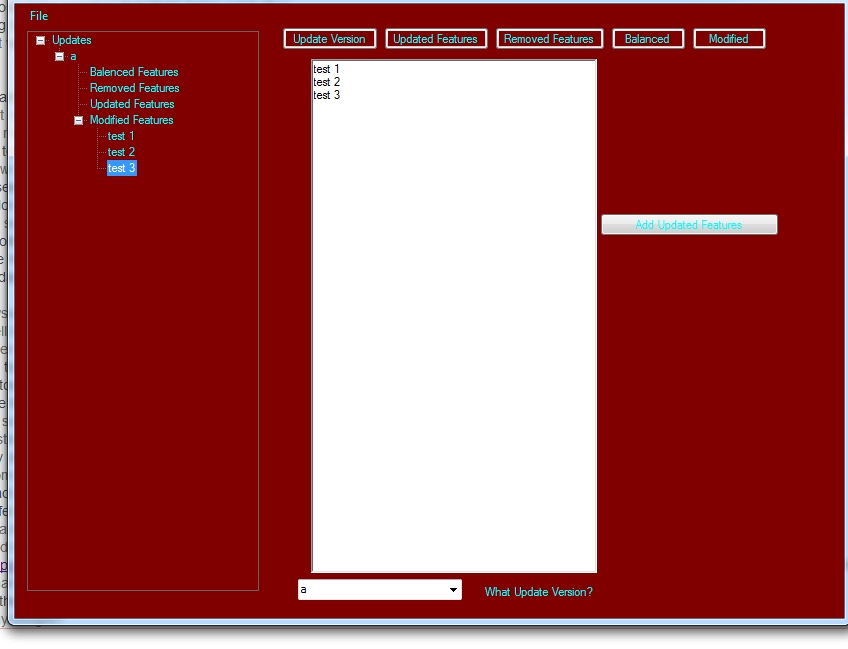 File
Updates
a
Balenced Features
Removed Features
Updated Features
Modified Features
test 1
test 2
test 3
Update Version
Updated Features
Removed Features
Balanced
Modified
test 1
test 2
test 3
Add Updated Features
a
What Update Version?